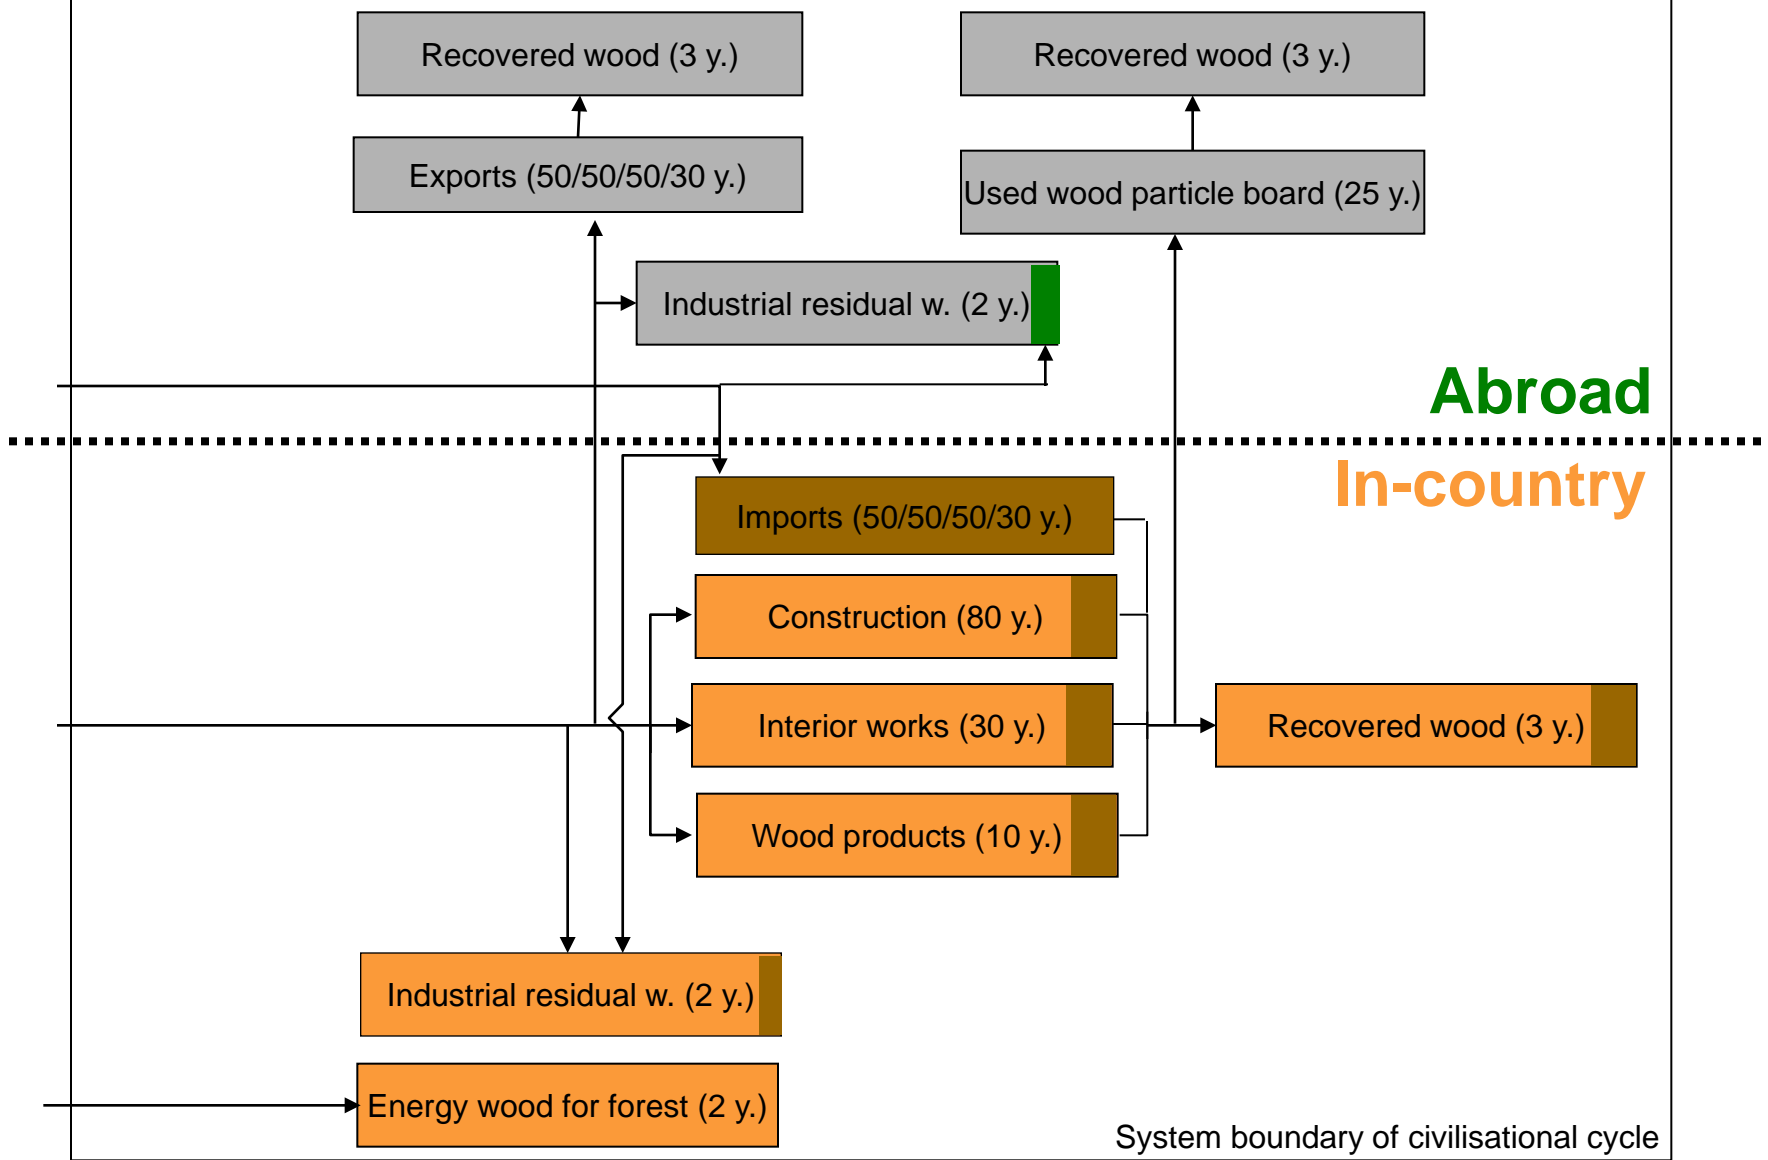 Recovered wood (3 y.)
Recovered wood (3 y.)
Exports (50/50/50/30 y.)
Used wood particle board (25 y.)
Industrial residual w. (2 y.)
Abroad
In-country
Imports (50/50/50/30 y.)
Construction (80 y.)
Interior works (30 y.)
Recovered wood (3 y.)
Wood products (10 y.)
Industrial residual w. (2 y.)
Energy wood for forest (2 y.)
System boundary of civilisational cycle